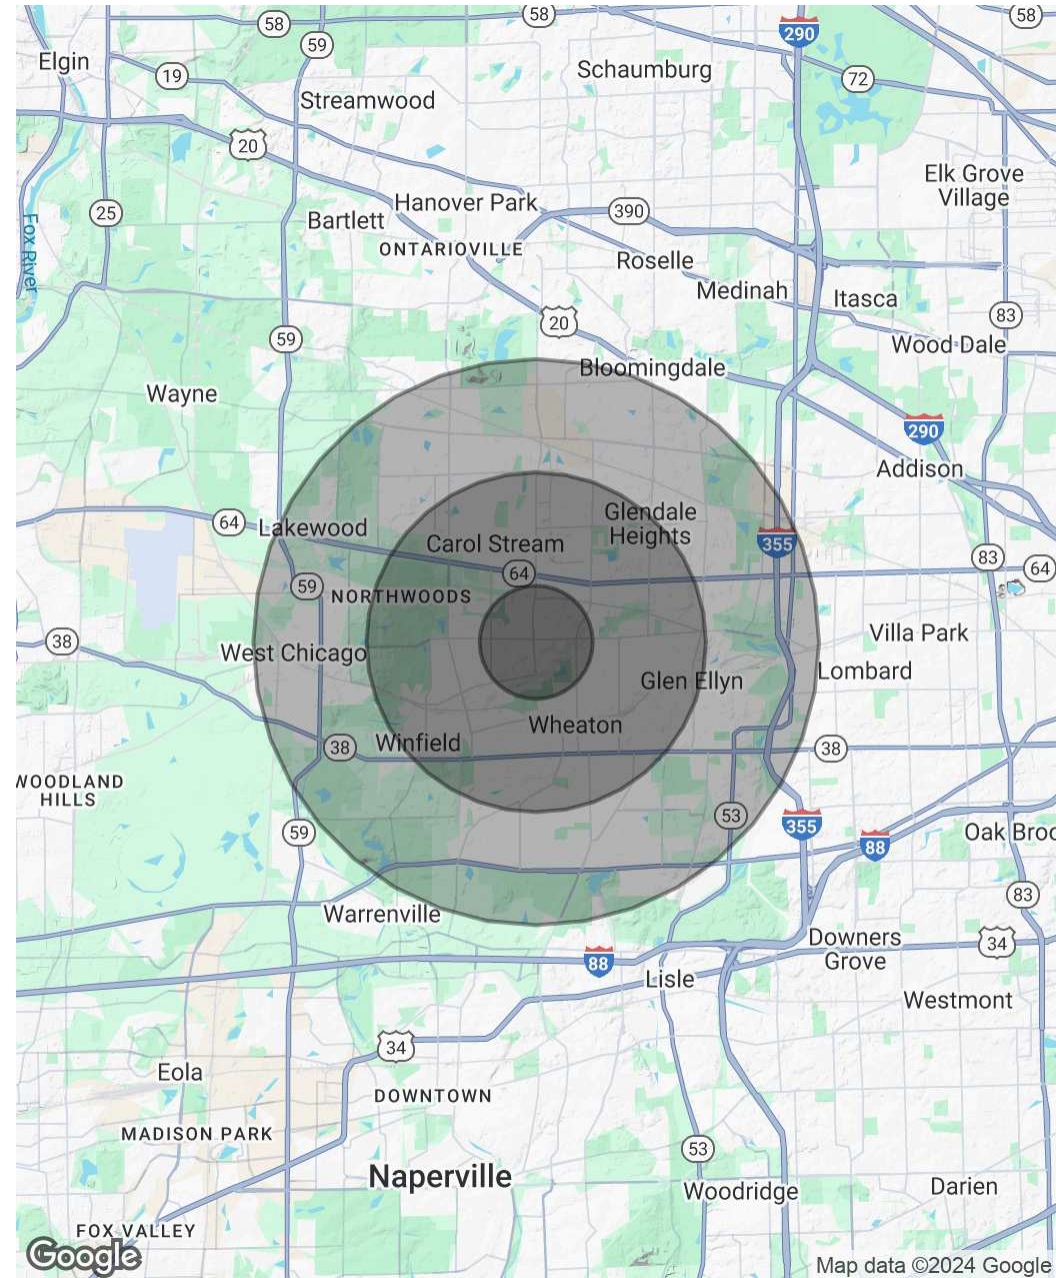 58
58
58
59
290
Elgin
19
Schaumburg
72
Streamwood
20
Elk Grove
Village
25
Hanover Park
390
Bartlett
ONTARIOVILLE
Fox River
Roselle
Medinah
Itasca
83
20
59
Wood Dale
Bloomingdale
Wayne
290
Addison
Glendale
Heights
64
Lakewood
Carol Stream
355
83
64
64
59
NORTHWOODS
38
Villa Park
West Chicago
Lombard
Glen Ellyn
Wheaton
38
Winfield
38
WOODLAND
HILLS
53
355
59
Oak Broo
88
83
Warrenville
Downers
Grove
34
88
Lisle
Westmont
34
Eola
DOWNTOWN
MADISON PARK
53
Naperville
Woodridge
Darien
FOX VALLEY
Google
Map data ©2024 Google